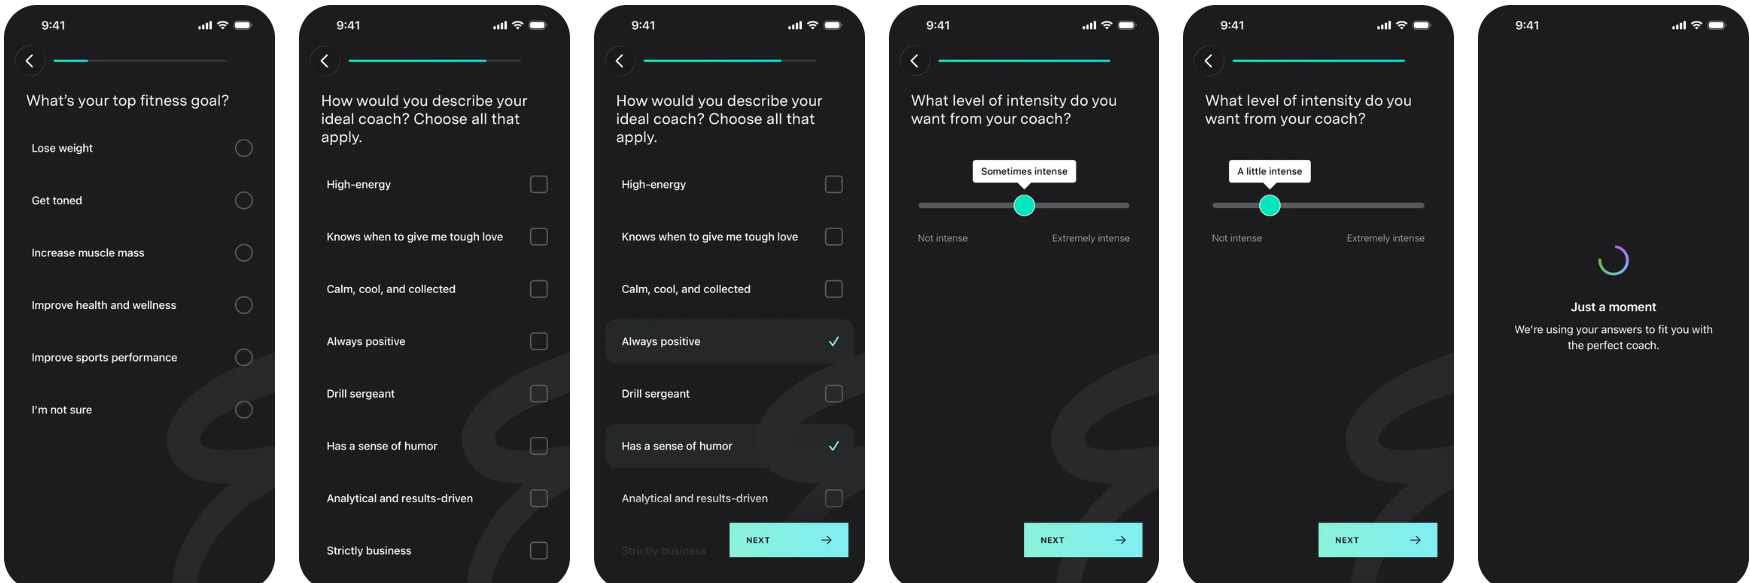 9:41
What's your top fitness goal?
Lose weight
Get toned
Increase muscle mass
Improve health and wellness
Improve sports performance
I'm not sure
9:41
How would you describe your
ideal coach? Choose all that
apply.
High-energy
Knows when to give me tough love
Calm, cool, and collected
Always positive
Drill sergeant
Has a sense of humor
Analytical and results-driven
Strictly business
9:41
How would you describe your
ideal coach? Choose all that
apply.
High-energy
Knows when to give me tough love
Calm, cool, and collected
Always positive
Drill sergeant
Has a sense of humor
Analytical and results-driven
Strictly business
NEXT
9:41
What level of intensity do you
want from your coach?
Sometimes intense
Not intense
Extremely intense
NEXT
9:41
What level of intensity do you
want from your coach?
A little intense
Not intense
Extremely intense
NEXT
9:41
Just a moment
We're using your answers to fit you with
the perfect coach.